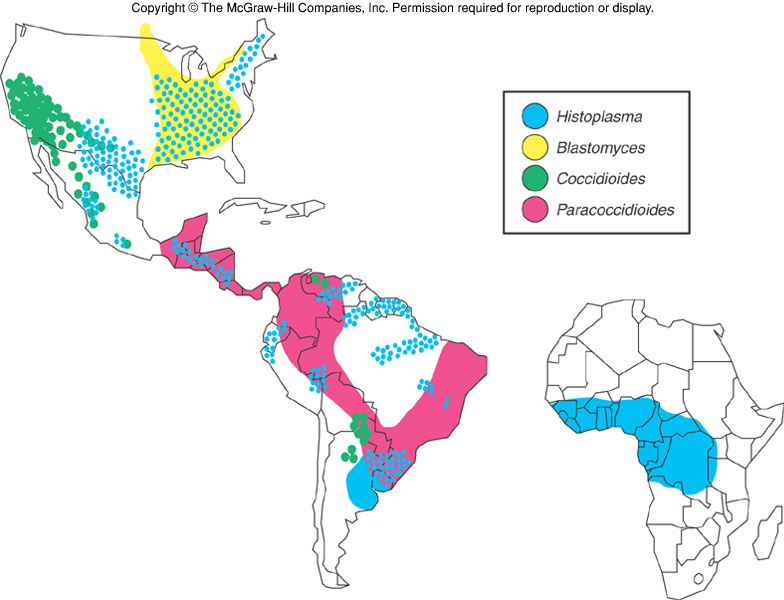 Copyright © The McGraw-Hill Companies, Inc. Permission required for reproduction or display.
Histoplasma
Blastomyces
Coccidioides
Paracoccidioides